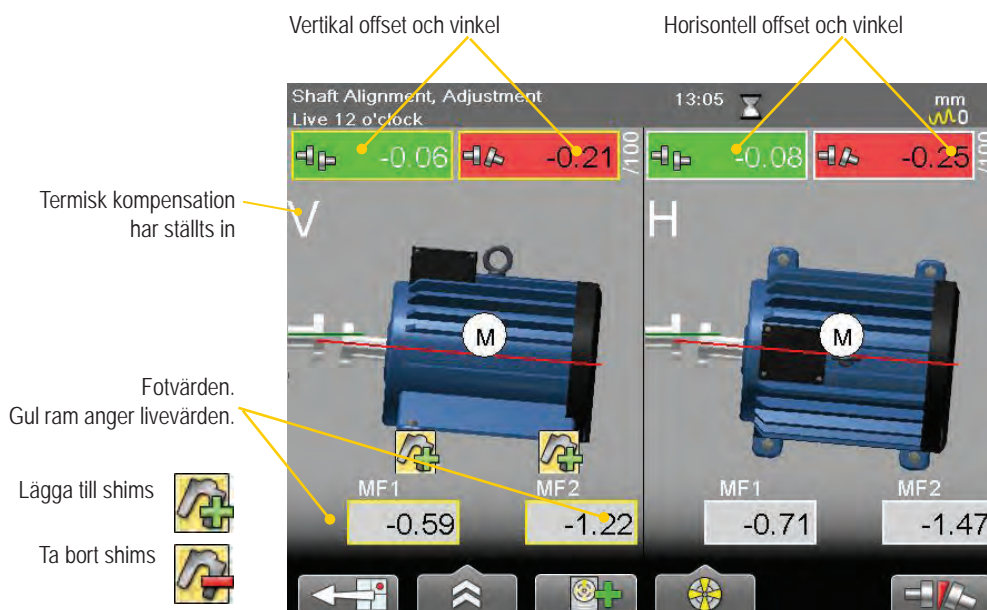 Vertikal offset och vinkel
Horisontell offset och vinkel
Shaft Alignment, Adjustment
Live 12 o'clock
13:05
mm
0
-0.06
-0.21
/100
-0.08
-0.25
/100
Termisk kompensation
har ställts in
V
H
M
M
Fotvärden.
Gul ram anger livevärden.
Lägga till shims
Ta bort shims
MF1
MF2
MF1
MF2
-0.59
-1.22
-0.71
-1.47